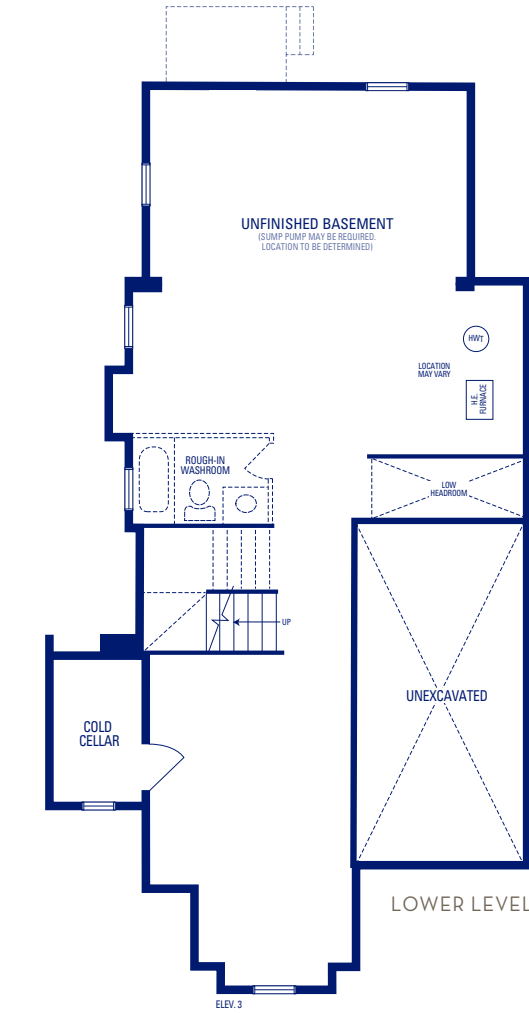 UNFINISHED BASEMENT
(SUMP PUMP MAY BE REQUIRED.
LOCATION TO BE DETERMINED)
HWT
LOCATION
MAY VARY
H.E.
FURNACE
ROUGH-IN
WASHROOM
LOW
HEADROOM
UP
UNEXCAVATED
COLD
CELLAR
LOWER LEVEL
ELEV. 3